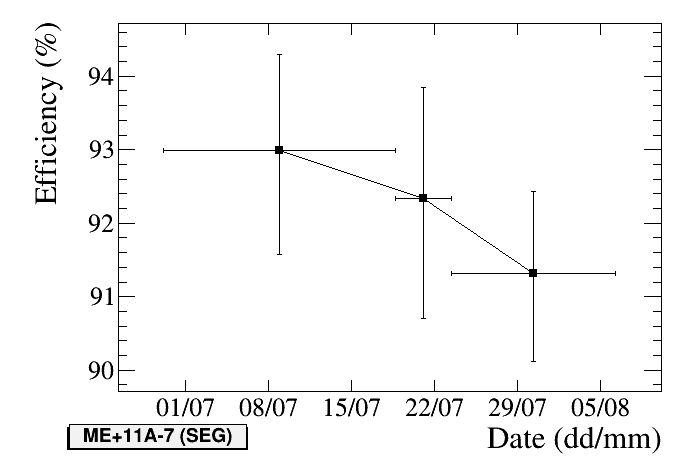 Efficiency (%)
94
93
92
91
90
01/07 08/07 15/07 22/07 29/07 05/08
Date (dd/mm)
ME+11A-7 (SEG)